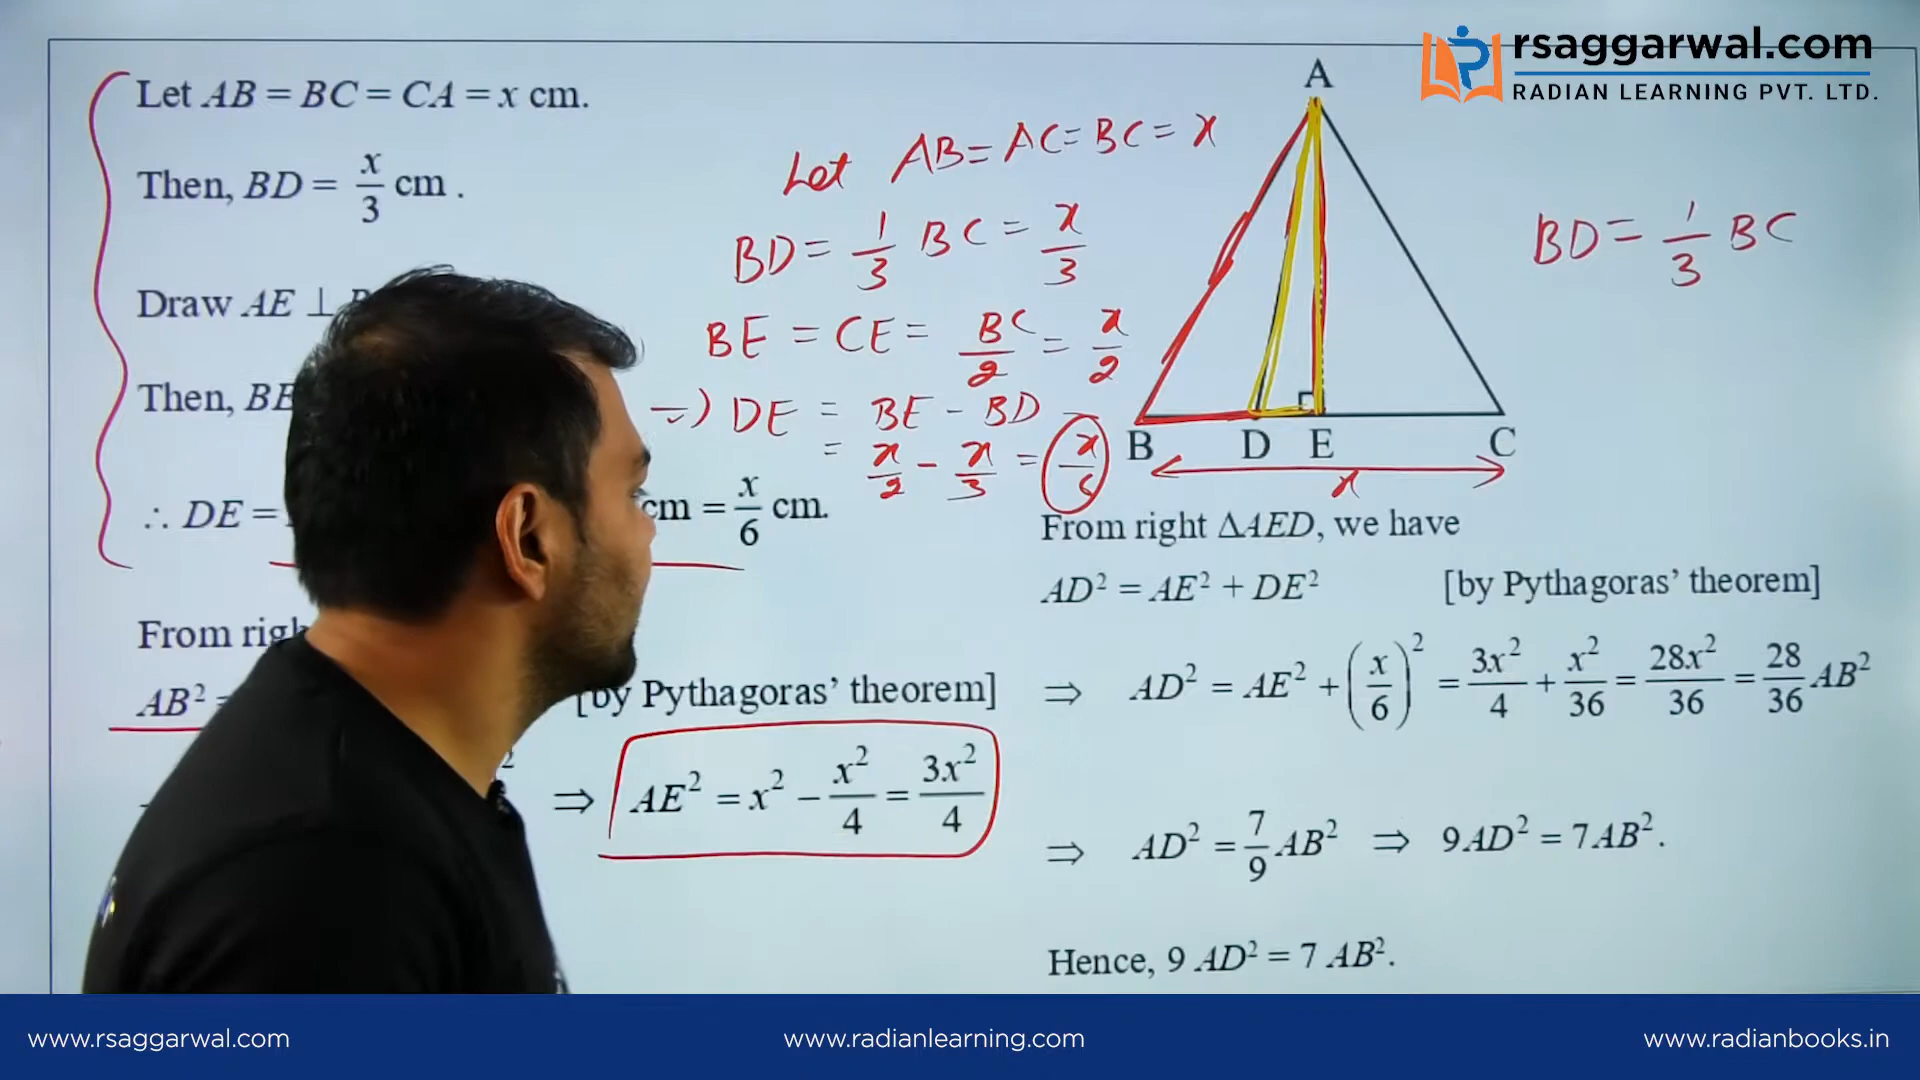 rsaggarwal.com
RADIAN LEARNING PVT. LTD.
Let AB = BC = CA = x cm.
Then, BD = x/3 cm.
Draw AE ⊥
Then, BE
∴ DE = cm = x/6 cm.
From righ
AB² =
[by Pythagoras’ theorem]
⇒ AE² = x² − x²/4 = 3x²/4
Let AB = AC = BC = x
BD = 1/3 BC = x/3
BE = CE = BC/2 = x/2
⇒ DE = BE − BD
= x/2 − x/3 = x/6
A
B D E C
x
BD = 1/3 BC
From right ΔAED, we have
AD² = AE² + DE² [by Pythagoras’ theorem]
⇒ AD² = AE² + (x/6)² = 3x²/4 + x²/36 = 28x²/36 = 28/36 AB²
⇒ AD² = 7/9 AB² ⇒ 9AD² = 7AB².
Hence, 9 AD² = 7 AB².
www.rsaggarwal.com
www.radianlearning.com
www.radianbooks.in